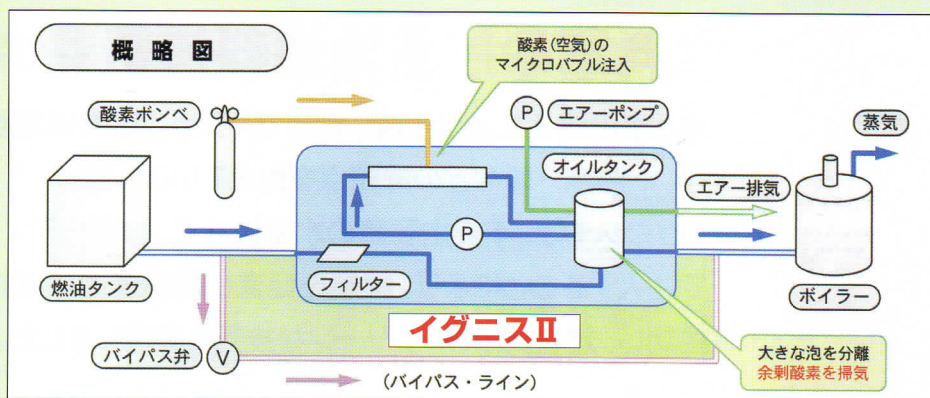 概略図
酸素（空気）の
マイクロバブル注入
酸素ボンベ
P
エアーポンプ
蒸気
オイルタンク
エアー排気
P
燃油タンク
フィルター
ボイラー
イグニスⅡ
バイパス弁
V
（バイパス・ライン）
大きな泡を分離
余剰酸素を掃気